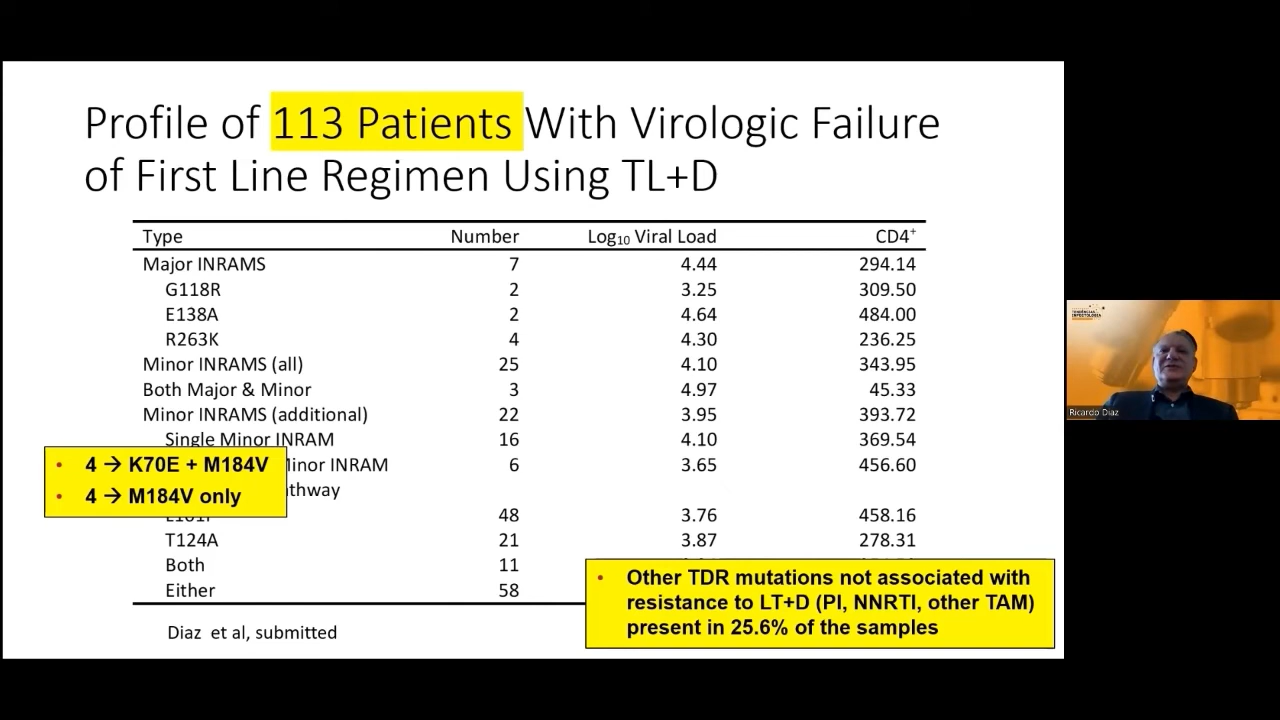 Profile of 113 Patients With Virologic Failure
of First Line Regimen Using TL+D
Type Number Log10 Viral Load CD4+
Major INRAMS 7 4.44 294.14
G118R 2 3.25 309.50
E138A 2 4.64 484.00
R263K 4 4.30 236.25
Minor INRAMS (all) 25 4.10 343.95
Both Major & Minor 3 4.97 45.33
Minor INRAMS (additional) 22 3.95 393.72
Single Minor INRAM 16 4.10 369.54
Minor INRAM 6 3.65 456.60
48 3.76 458.16
T124A 21 3.87 278.31
Both 11
Either 58
• 4 → K70E + M184V
• 4 → M184V only
• Other TDR mutations not associated with
resistance to LT+D (PI, NNRTI, other TAM)
present in 25.6% of the samples
Diaz et al, submitted
TENDÊNCIAS
INFECTOLOGIA
Ricardo Diaz